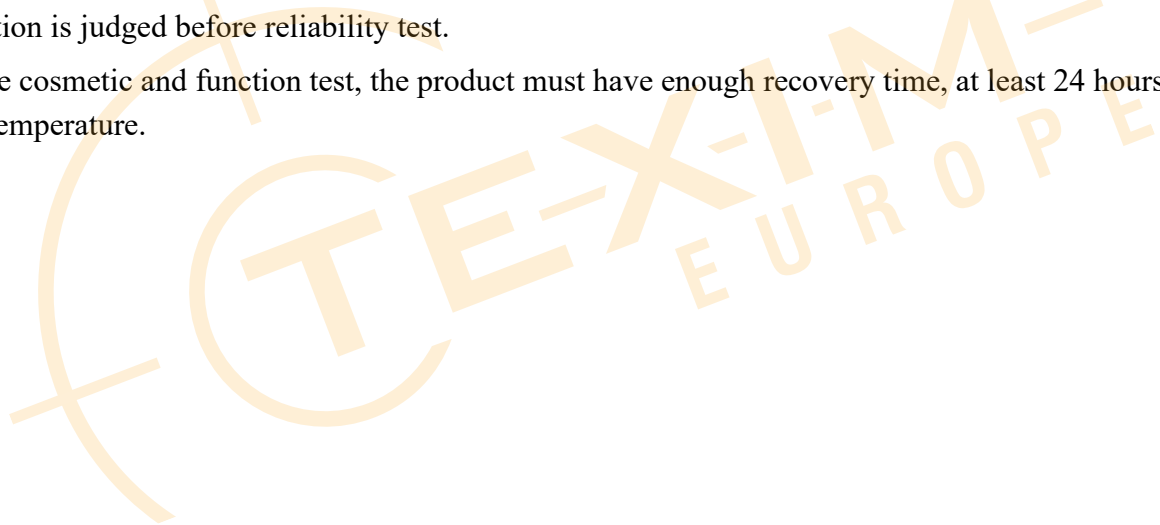 tion is judged before reliability test.
e cosmetic and function test, the product must have enough recovery time, at least 24 hours
emperature.
TEXIM
EUROPE